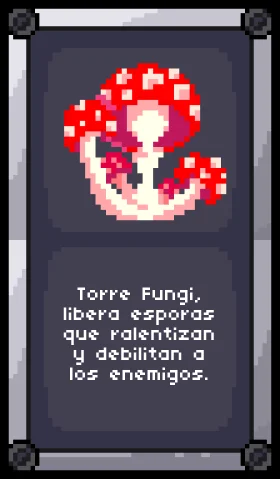 Torre Fungi,
libera esporas
que ralentizan
y debilitan a
los enemigos.